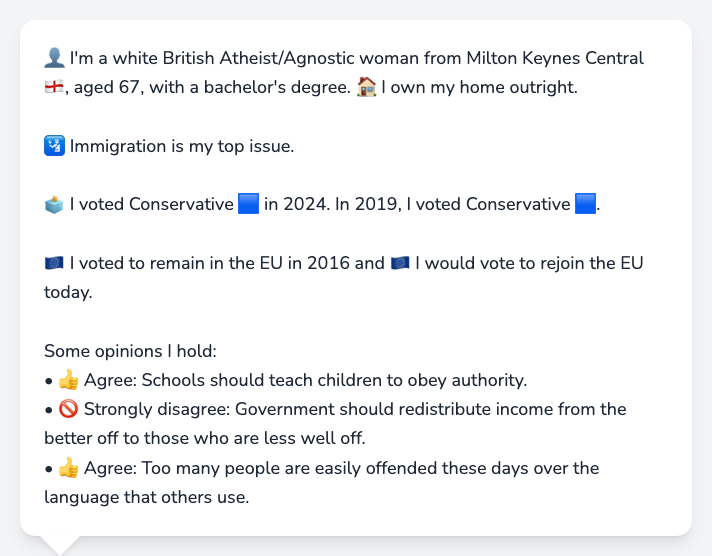 👤 I'm a white British Atheist/Agnostic woman from Milton Keynes Central
🏴󠁧󠁢󠁥󠁮󠁧󠁿, aged 67, with a bachelor's degree. 🏠 I own my home outright.
🛂 Immigration is my top issue.
🗳️ I voted Conservative 🟦 in 2024. In 2019, I voted Conservative 🟦.
🇪🇺 I voted to remain in the EU in 2016 and 🇪🇺 I would vote to rejoin the EU
today.
Some opinions I hold:
• 👍 Agree: Schools should teach children to obey authority.
• 🚫 Strongly disagree: Government should redistribute income from the
better off to those who are less well off.
• 👍 Agree: Too many people are easily offended these days over the
language that others use.